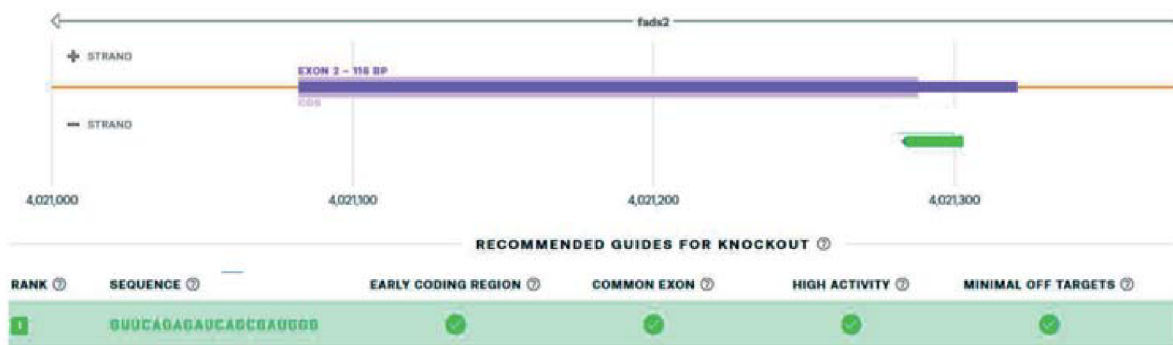 fads2
+ STRAND
EXON 2 – 116 BP
CDS
− STRAND
4,021,000 4,021,100 4,021,200 4,021,300
RECOMMENDED GUIDES FOR KNOCKOUT ?
RANK ? SEQUENCE ? EARLY CODING REGION ? COMMON EXON ? HIGH ACTIVITY ? MINIMAL OFF TARGETS ?
1 GUUCAGAGAUCAGCGAUGGG